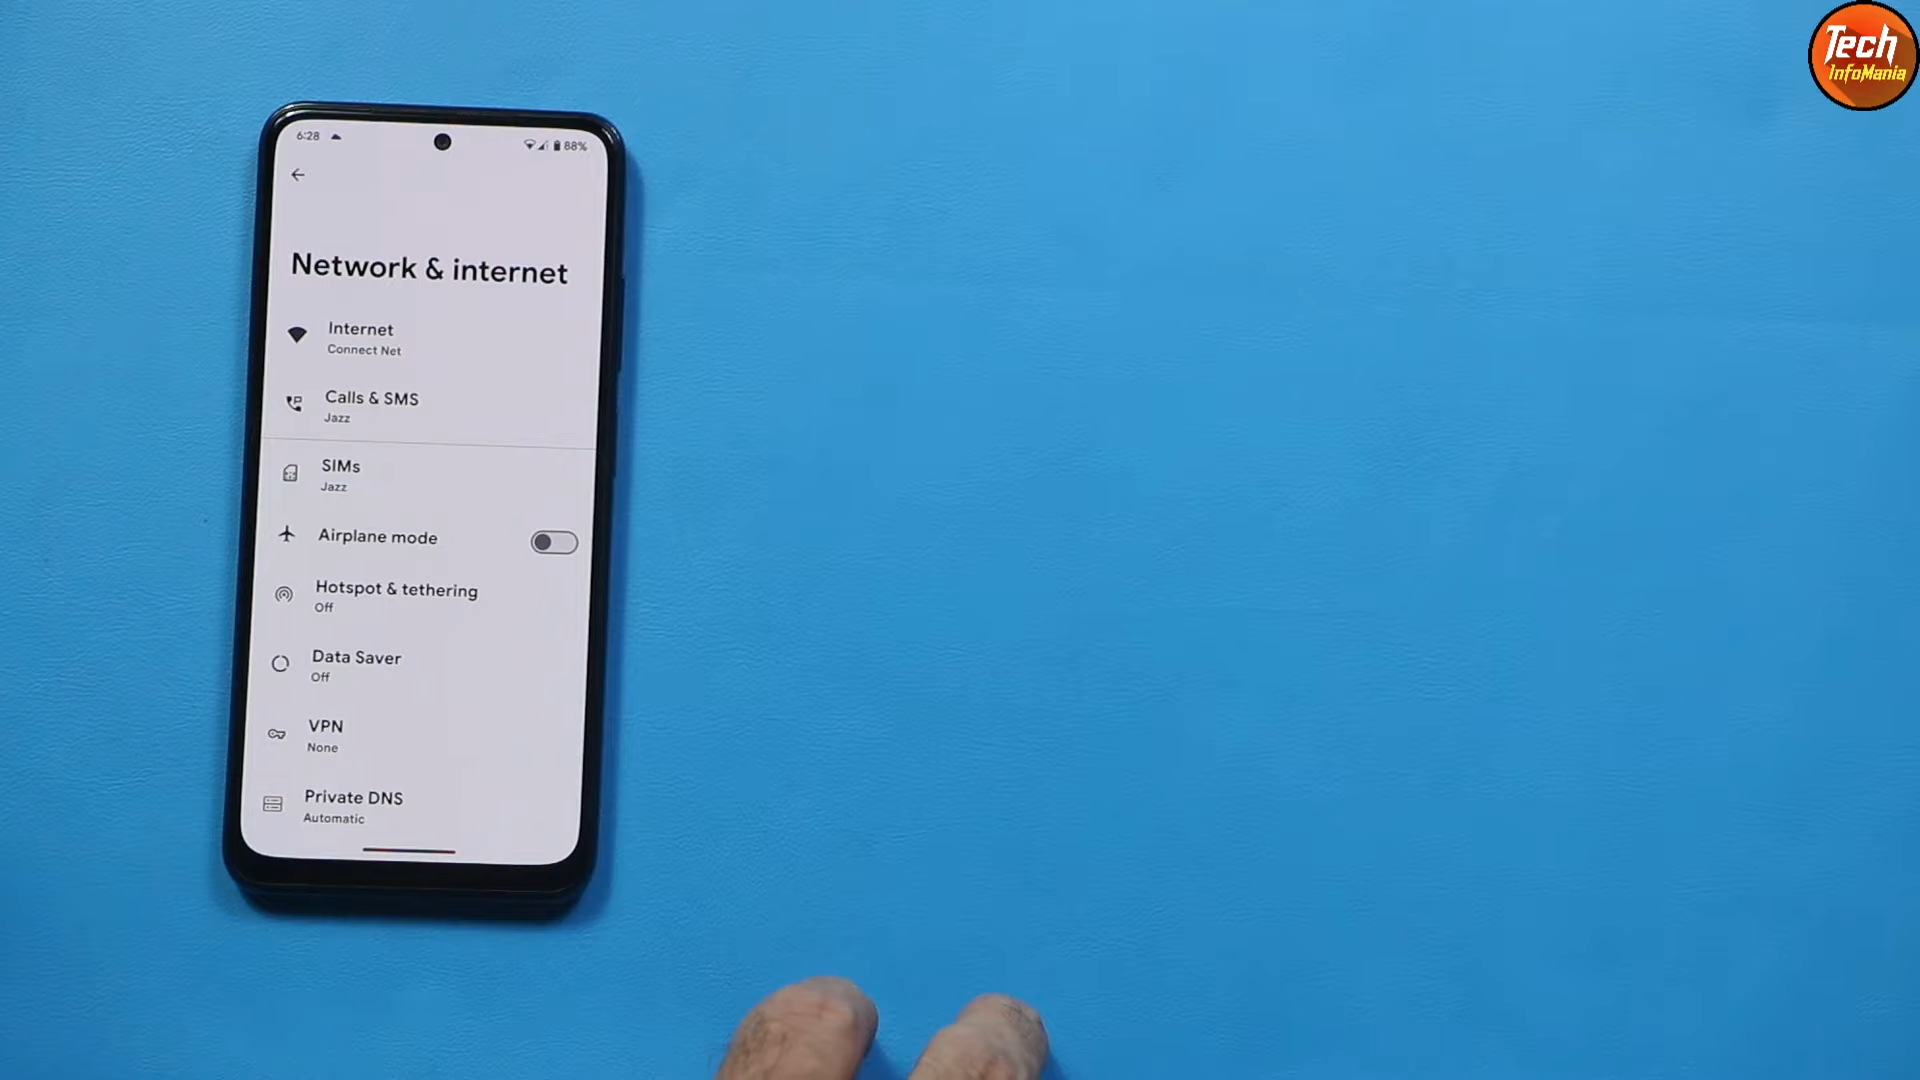 Tech
InfoMania
6:28
88%
Network & internet
Internet
Connect Net
Calls & SMS
Jazz
SIMs
Jazz
Airplane mode
Hotspot & tethering
Off
Data Saver
Off
VPN
None
Private DNS
Automatic